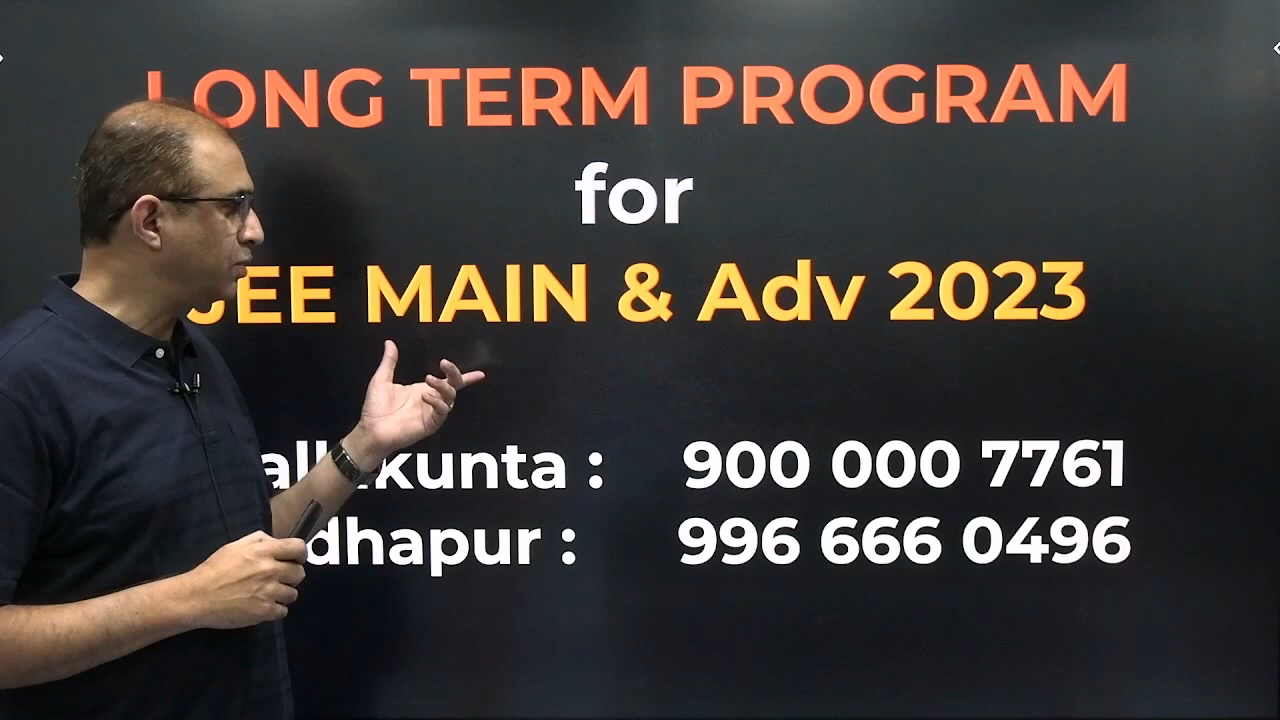 LONG TERM PROGRAM
for
JEE MAIN & Adv 2023
: 900 000 7761
: 996 666 0496